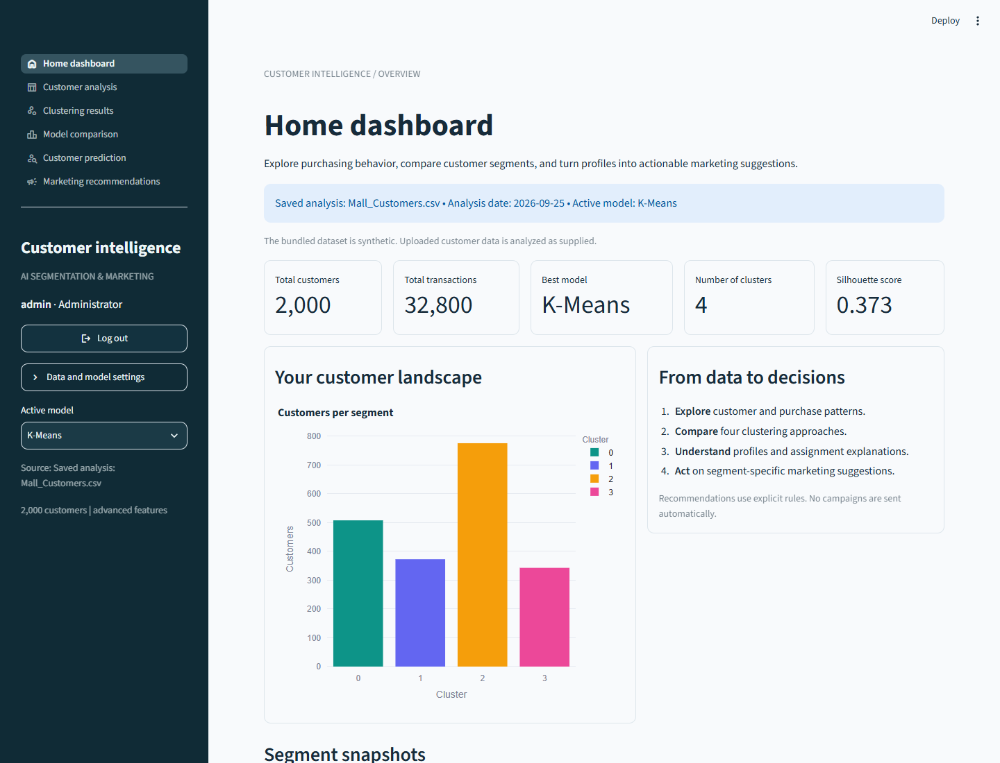 Deploy
Home dashboard
Customer analysis
Clustering results
Model comparison
Customer prediction
Marketing recommendations
Customer intelligence
AI SEGMENTATION & MARKETING
admin · Administrator
Log out
Data and model settings
Active model
K-Means
Source: Saved analysis:
Mall_Customers.csv
2,000 customers | advanced features
CUSTOMER INTELLIGENCE / OVERVIEW
Home dashboard
Explore purchasing behavior, compare customer segments, and turn profiles into actionable marketing suggestions.
Saved analysis: Mall_Customers.csv • Analysis date: 2026-09-25 • Active model: K-Means
The bundled dataset is synthetic. Uploaded customer data is analyzed as supplied.
Total customers
2,000
Total transactions
32,800
Best model
K-Means
Number of clusters
4
Silhouette score
0.373
Your customer landscape
Customers per segment
800
700
600
500
400
300
200
100
0
Customers
0 1 2 3
Cluster
Cluster
0
1
2
3
From data to decisions
1. Explore customer and purchase patterns.
2. Compare four clustering approaches.
3. Understand profiles and assignment explanations.
4. Act on segment-specific marketing suggestions.
Recommendations use explicit rules. No campaigns are sent
automatically.
Segment snapshots